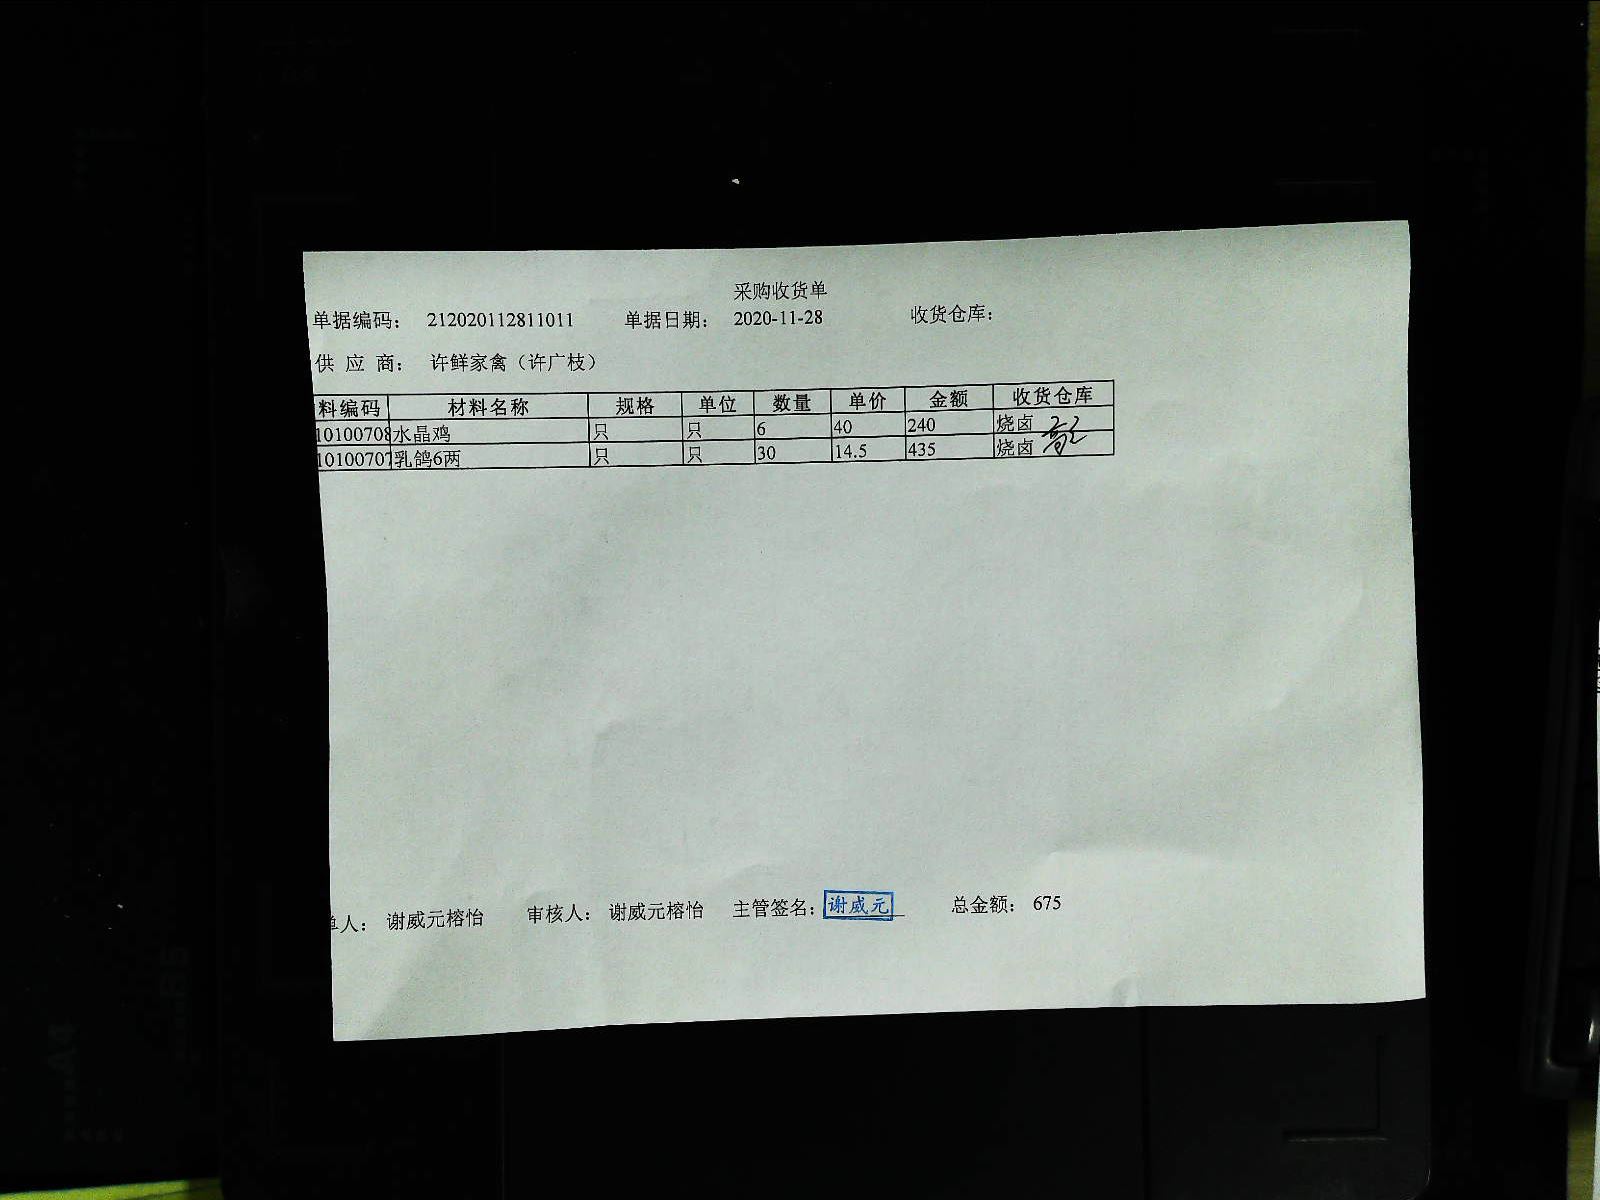 采购收货单
单据编码： 212020112811011 单据日期： 2020-11-28 收货仓库：
供 应 商： 许鲜家禽（许广枝）
料编码 材料名称 规格 单位 数量 单价 金额 收货仓库
10100708 水晶鸡 只 只 6 40 240 烧卤
10100707 乳鸽6两 只 只 30 14.5 435 烧卤
单人： 谢威元榕怡 审核人： 谢威元榕怡 主管签名： 谢威元 总金额： 675